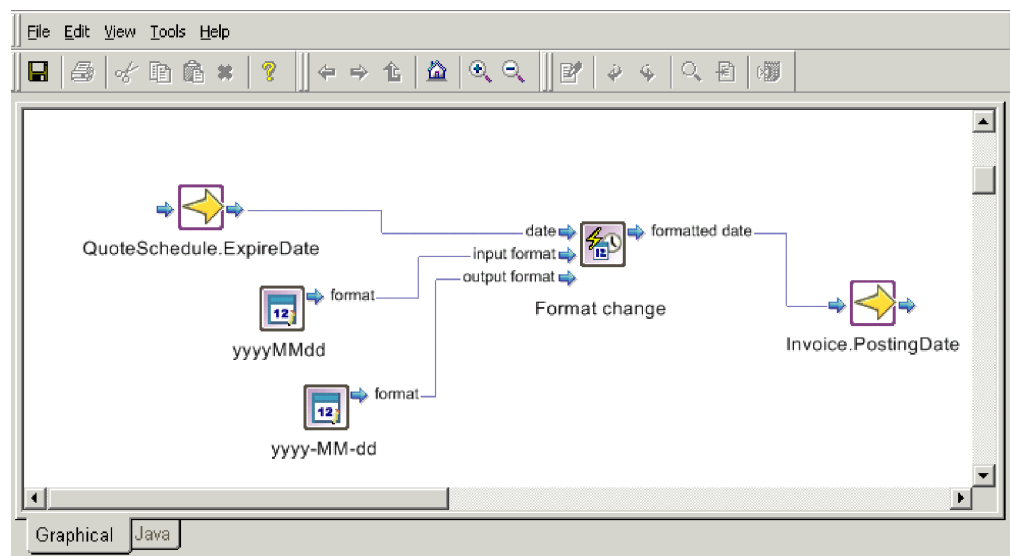 File Edit View Tools Help
QuoteSchedule.ExpireDate
date
input format
output format
formatted date
Format change
format
yyyyMMdd
format
yyyy-MM-dd
Invoice.PostingDate
Graphical Java